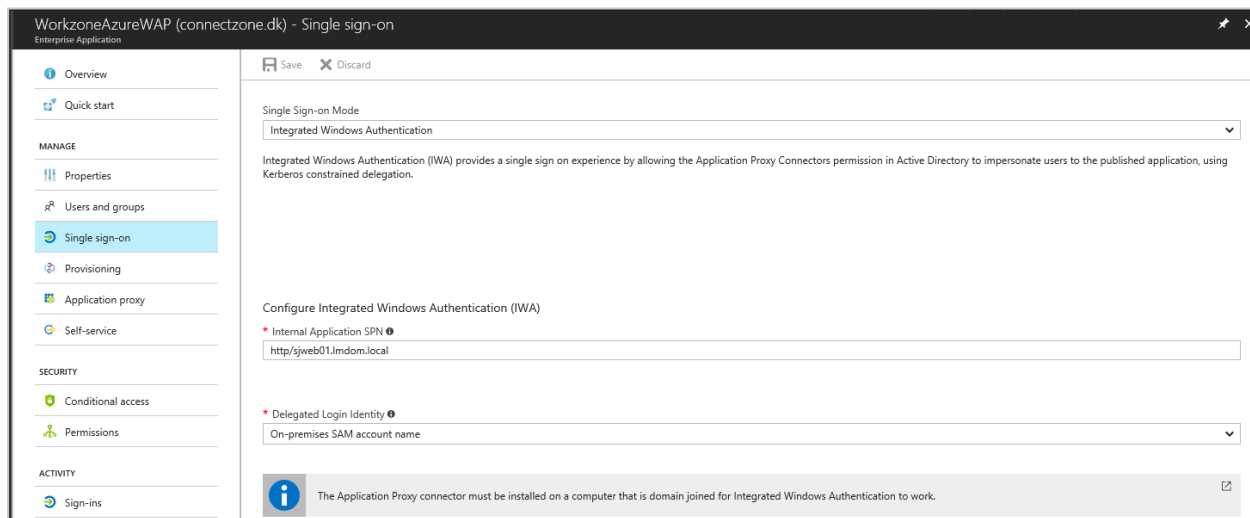 WorkzoneAzureWAP (connectzone.dk) - Single sign-on
Enterprise Application
Overview
Quick start
MANAGE
Properties
Users and groups
Single sign-on
Provisioning
Application proxy
Self-service
SECURITY
Conditional access
Permissions
ACTIVITY
Sign-ins
Save Discard
Single Sign-on Mode
Integrated Windows Authentication
Integrated Windows Authentication (IWA) provides a single sign on experience by allowing the Application Proxy Connectors permission in Active Directory to impersonate users to the published application, using
Kerberos constrained delegation.
Configure Integrated Windows Authentication (IWA)
* Internal Application SPN
http/sjweb01.lmdom.local
* Delegated Login Identity
On-premises SAM account name
The Application Proxy connector must be installed on a computer that is domain joined for Integrated Windows Authentication to work.